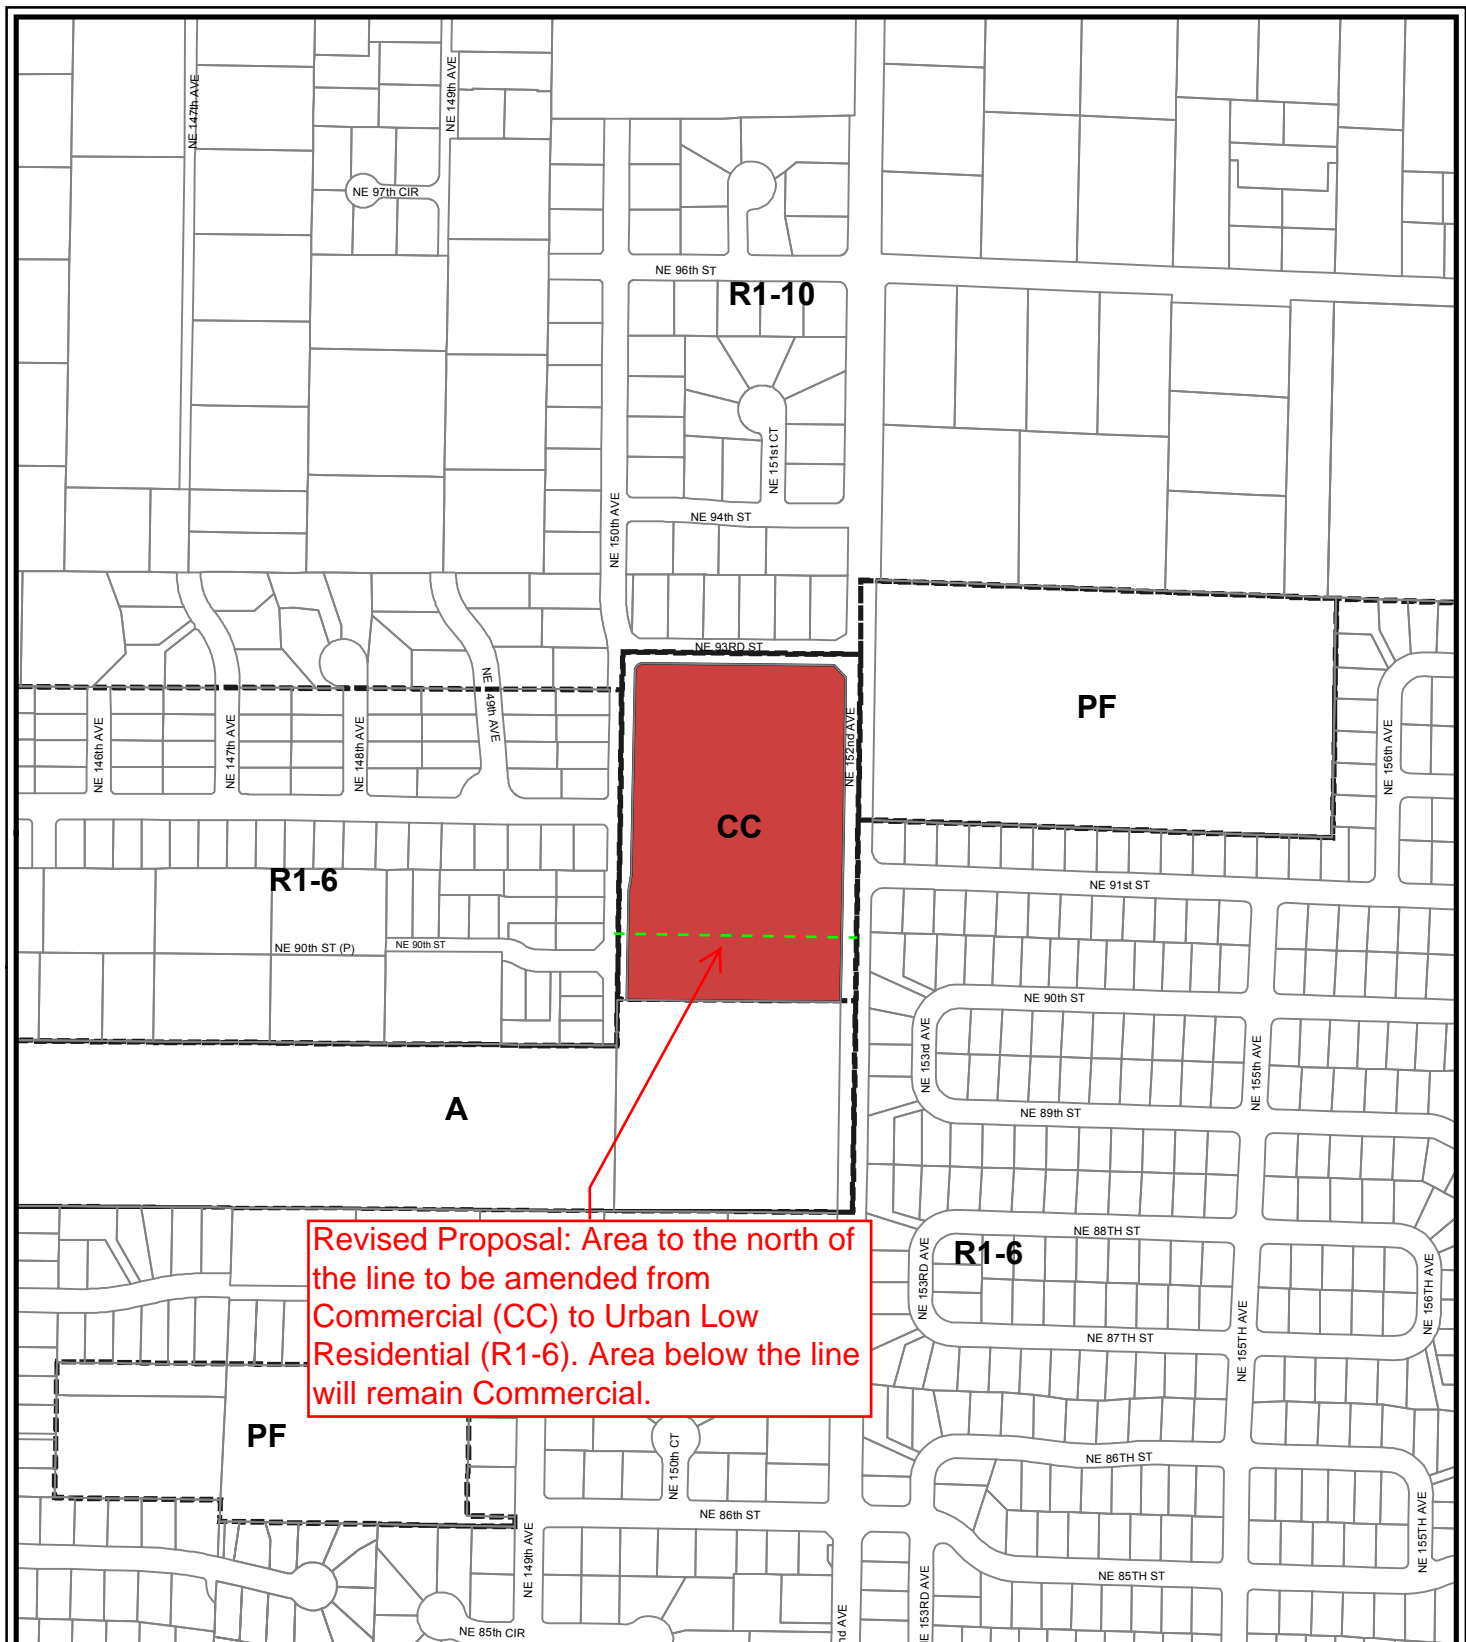 NE 147th AVE
NE 149th AVE
NE 97th CIR
NE 96th ST
R1-10
NE 151st CT
NE 150th AVE
NE 94th ST
NE 93RD ST
NE 149th AVE
PF
NE 152nd AVE
NE 146th AVE
NE 147th AVE
NE 148th AVE
NE 156th AVE
CC
R1-6
NE 91st ST
NE 90th ST (P)
NE 90th ST
NE 90th ST
NE 153rd AVE
NE 155th AVE
A
NE 89th ST
Revised Proposal: Area to the north of
the line to be amended from
Commercial (CC) to Urban Low
Residential (R1-6). Area below the line
will remain Commercial.
NE 88TH ST
R1-6
NE 153RD AVE
NE 156TH AVE
NE 87TH ST
NE 155TH AVE
PF
NE 150th CT
NE 86TH ST
NE 86th ST
NE 155TH AVE
NE 149th AVE
NE 85TH ST
NE 153RD AVE
nd AVE
NE 85th CIR